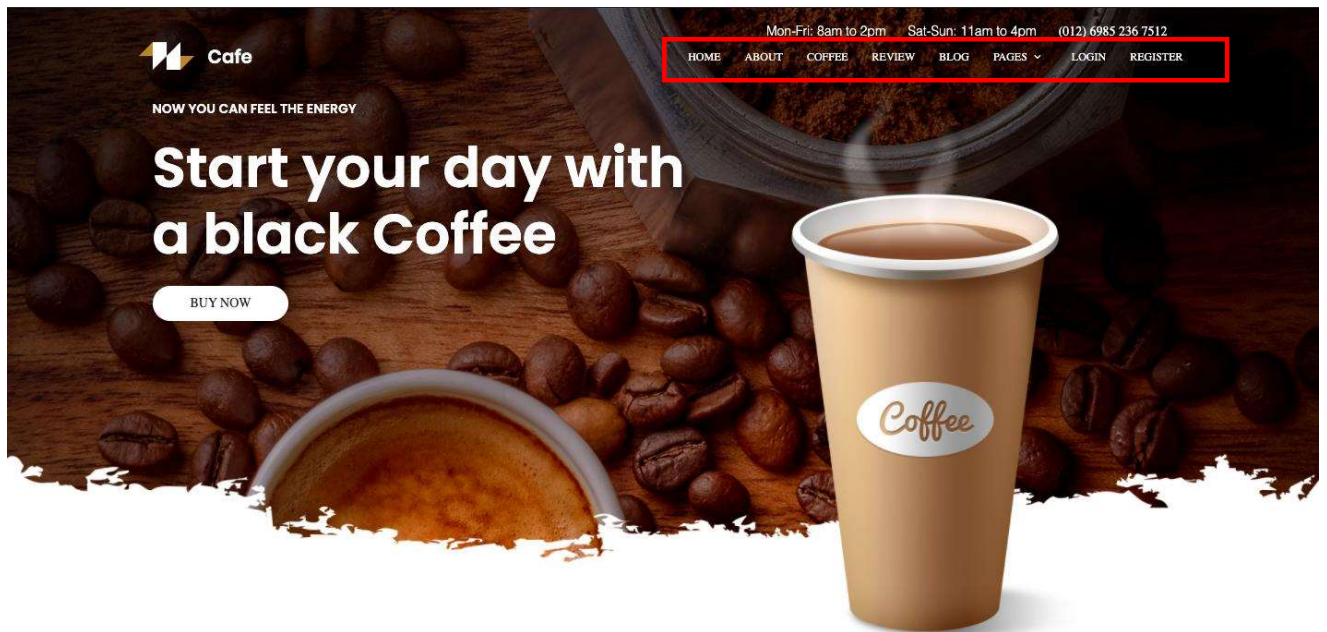 Mon-Fri: 8am to 2pm Sat-Sun: 11am to 4pm (012) 6985 236 7512
Cafe
HOME ABOUT COFFEE REVIEW BLOG PAGES LOGIN REGISTER
NOW YOU CAN FEEL THE ENERGY
Start your day with
a black Coffee
BUY NOW
Coffee